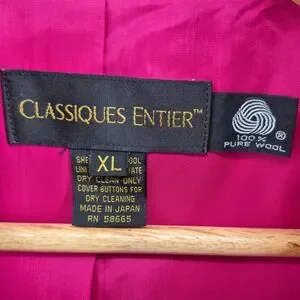 CLASSIQUES ENTIER™
®
100%
PURE WOOL
XL
DRY CLEAN ONLY
COVER BUTTONS FOR
DRY CLEANING
MADE IN JAPAN
RN 58665